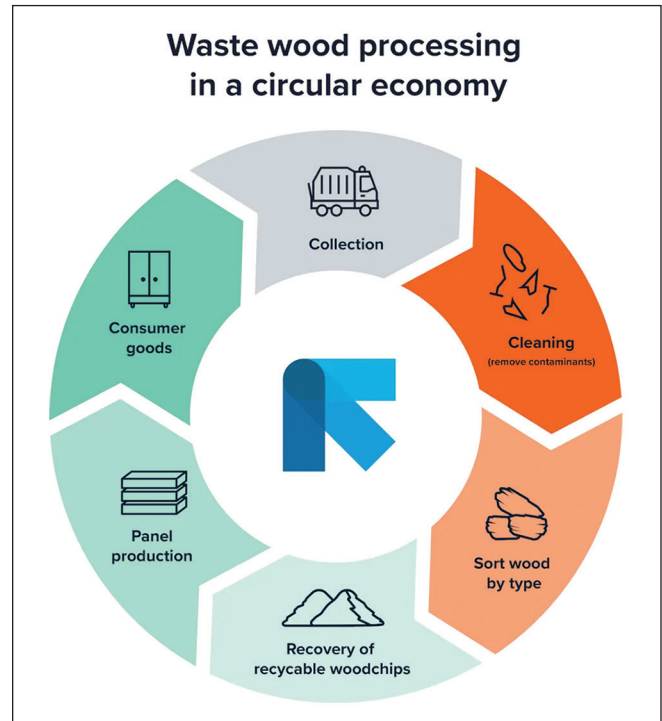 Waste wood processing
in a circular economy
Collection
Cleaning
(remove contaminants)
Sort wood
by type
Recovery of
recycable woodchips
Panel
production
Consumer
goods